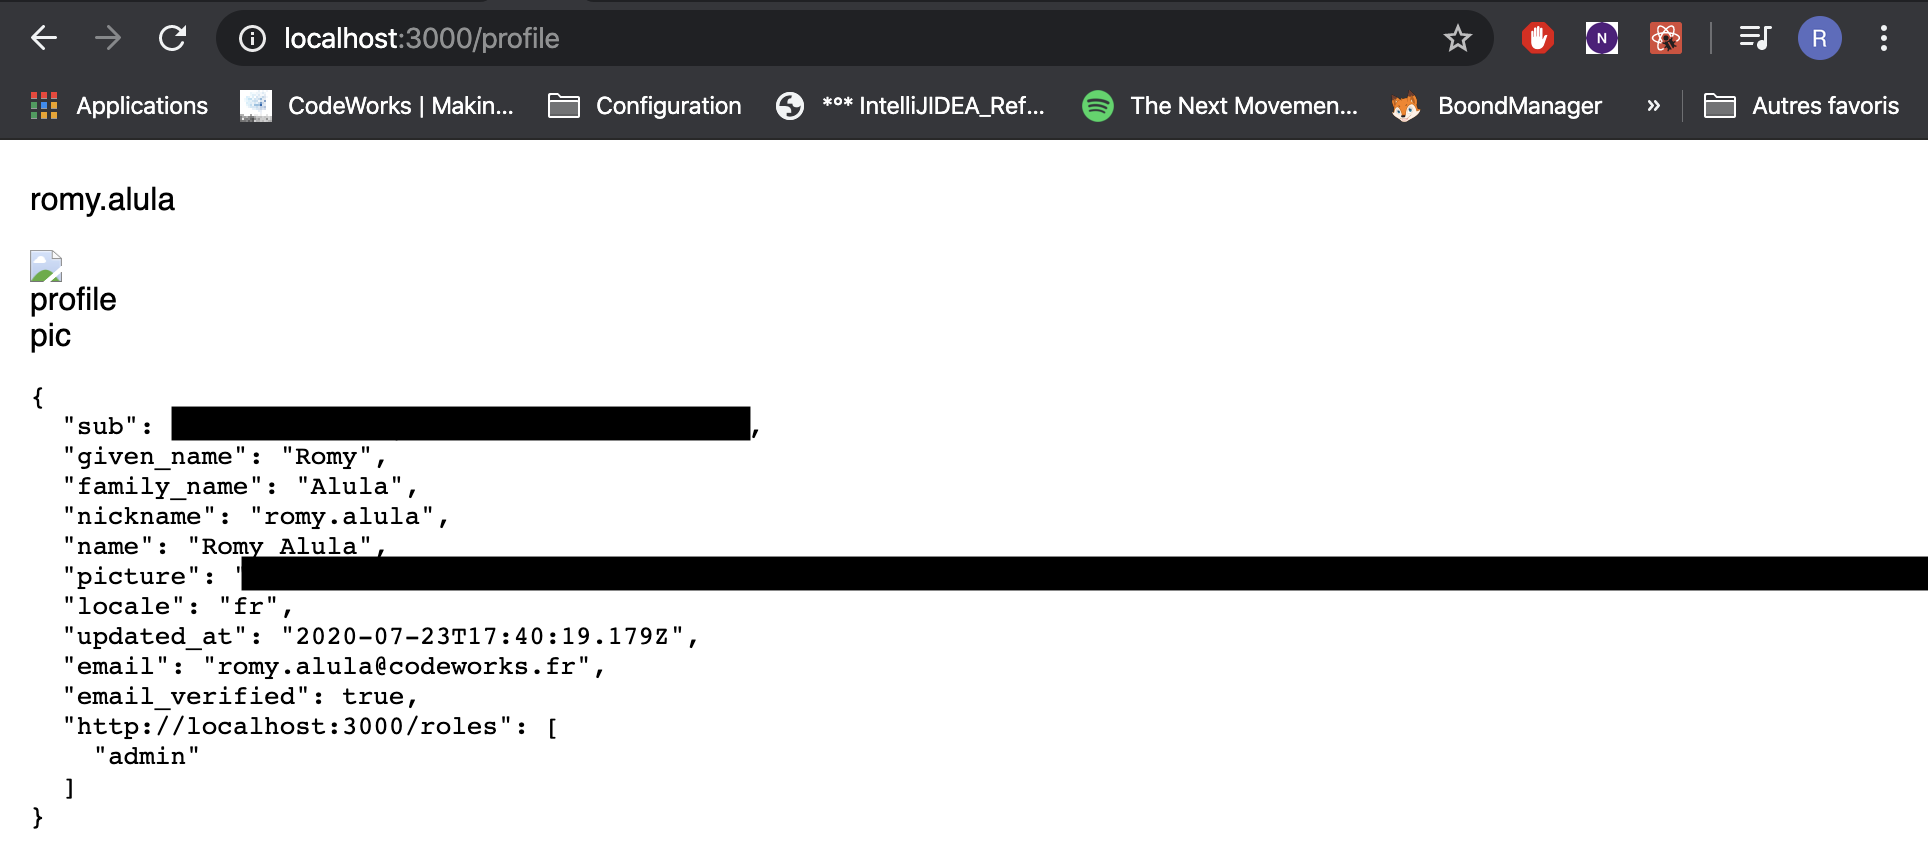 localhost:3000/profile
N
R
Applications
CodeWorks | Makin...
Configuration
*°* IntelliJIDEA_Ref...
The Next Movemen...
BoondManager
»
Autres favoris
romy.alula
profile
pic
{
"sub": ,
"given_name": "Romy",
"family_name": "Alula",
"nickname": "romy.alula",
"name": "Romy Alula",
"picture": "
"locale": "fr",
"updated_at": "2020-07-23T17:40:19.179Z",
"email": "romy.alula@codeworks.fr",
"email_verified": true,
"http://localhost:3000/roles": [
"admin"
]
}